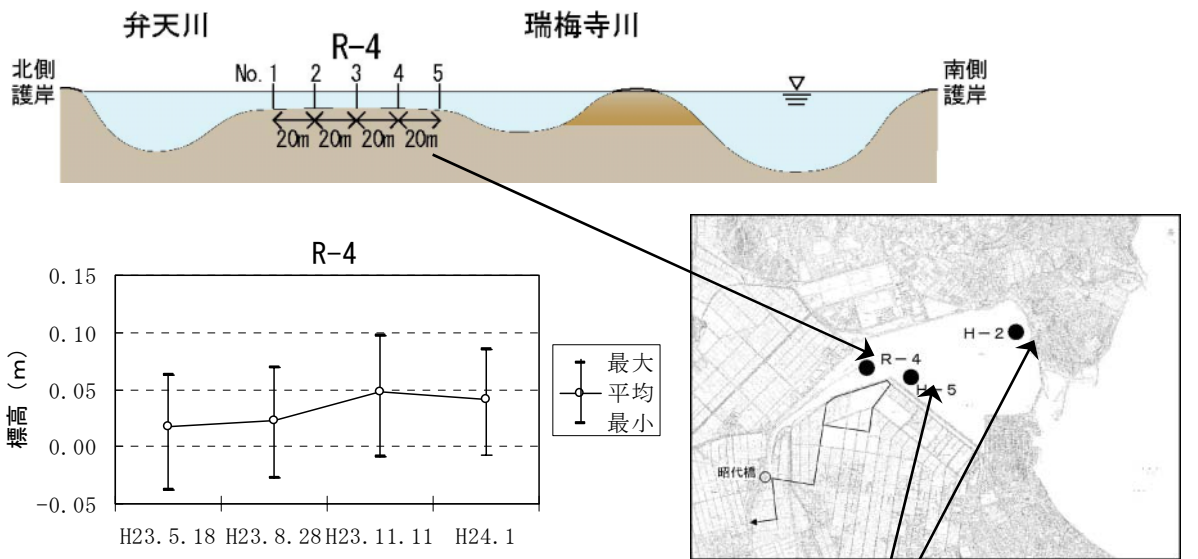 弁天川
瑞梅寺川
R-4
北側
護岸
No. 1 2 3 4 5
南側
護岸
20m 20m 20m 20m
R-4
標高 (m)
0.15
0.10
0.05
0.00
-0.05
H23.5.18 H23.8.28 H23.11.11 H24.1
最大
平均
最小
H-2
R-4
H-5
昭代橋